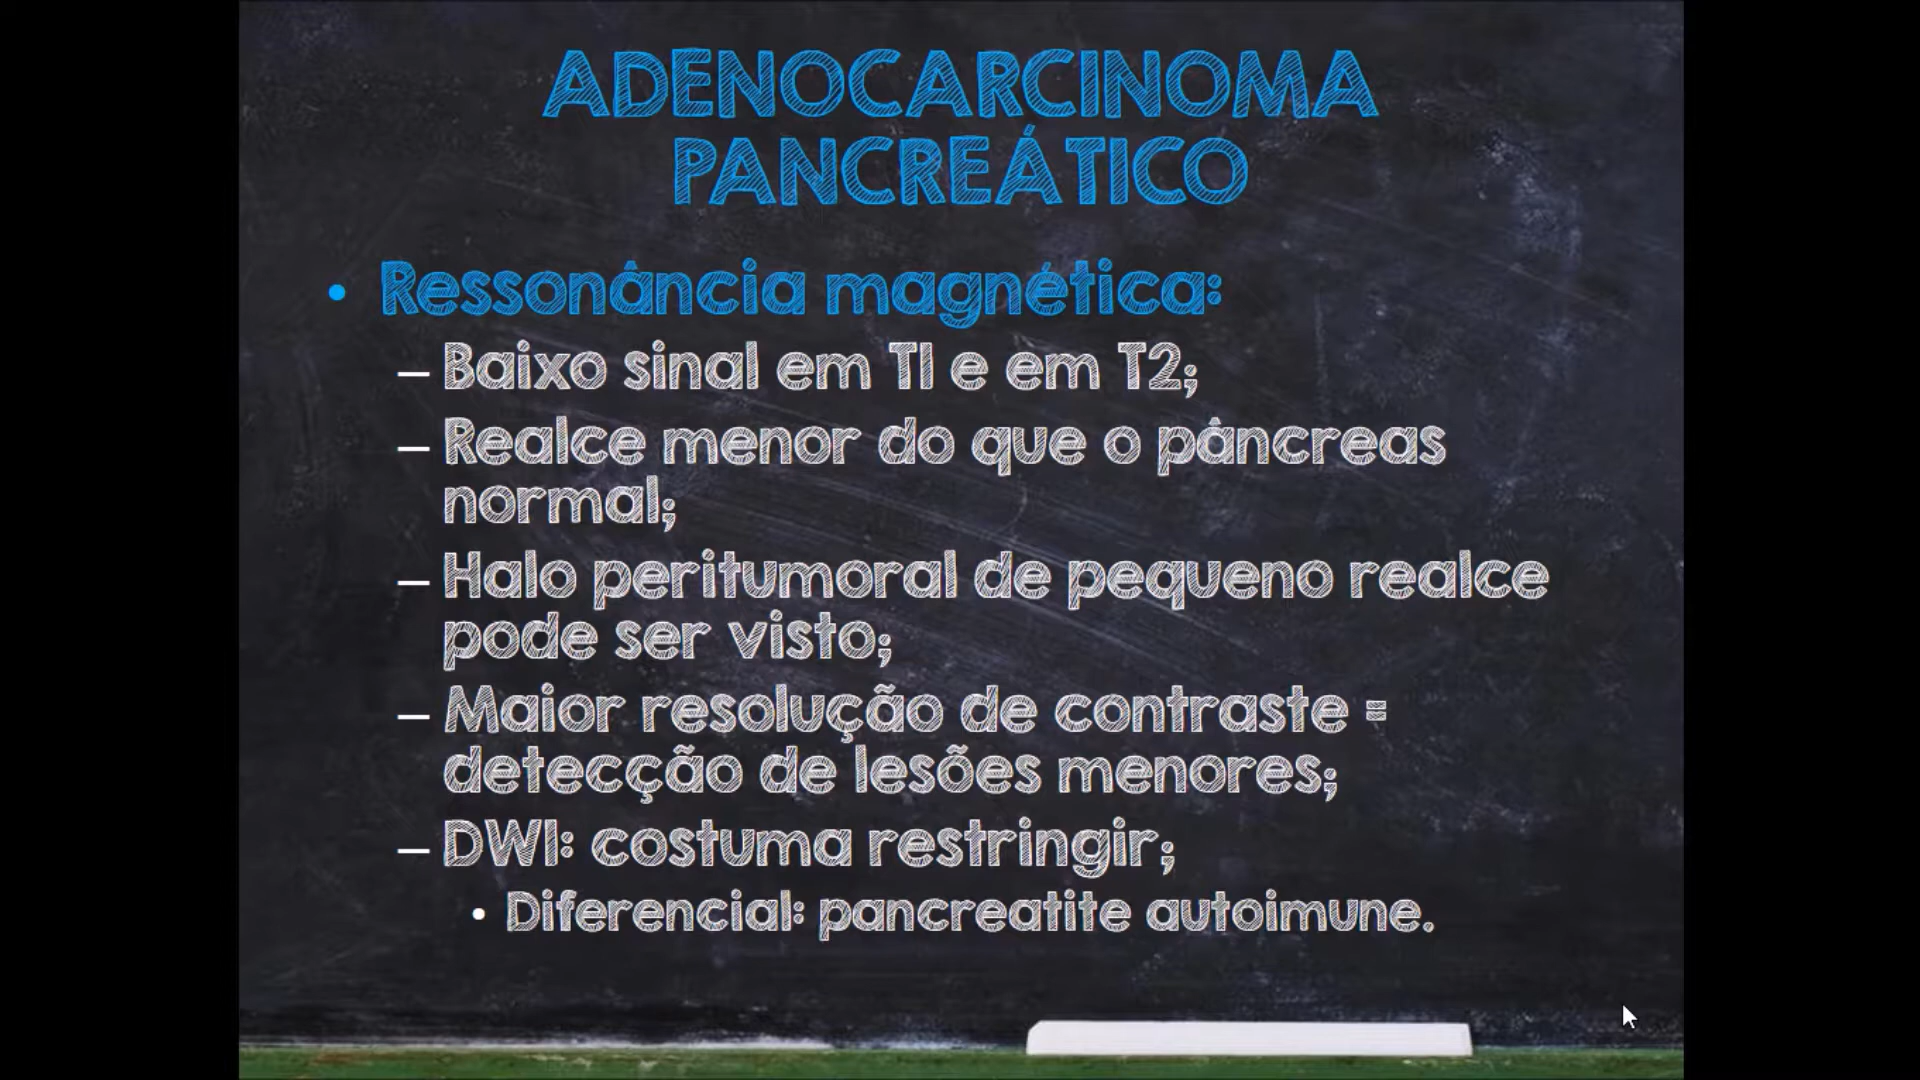 ADENOCARCINOMA
PANCREÁTICO
• Ressonância magnética:
– Baixo sinal em T1 e em T2;
– Realce menor do que o pâncreas
normal;
– Halo peritumoral de pequeno realce
pode ser visto;
– Maior resolução de contraste =
detecção de lesões menores;
– DWI: costuma restringir;
• Diferencial: pancreatite autoimune.